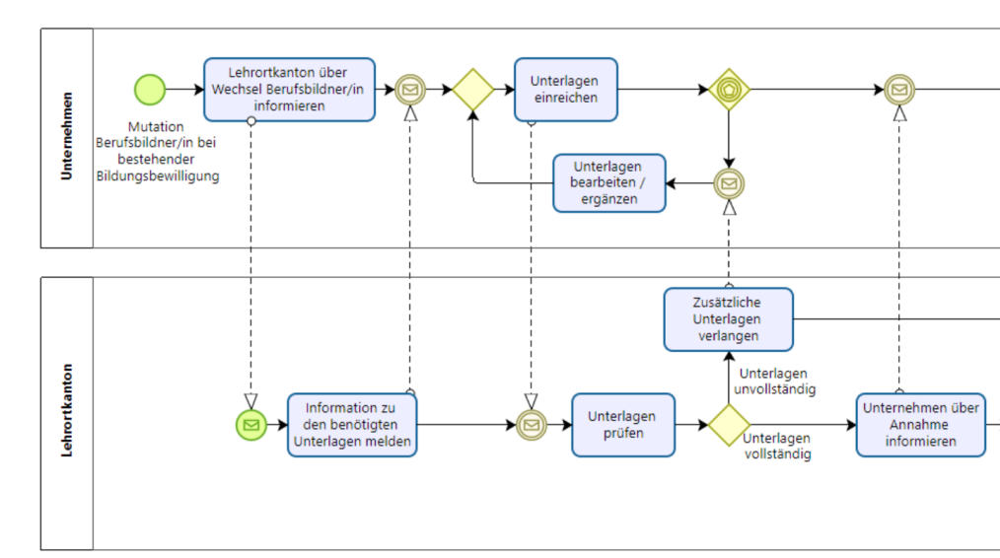 Unternehmen
Mutation
Berufsbildner/in bei
bestehender
Bildungsbewilligung
Lehrortkanton über
Wechsel Berufsbildner/in
informieren
Unterlagen
einreichen
Unterlagen
bearbeiten /
ergänzen
Lehrortkanton
Information zu
den benötigten
Unterlagen melden
Unterlagen
prüfen
Zusätzliche
Unterlagen
verlangen
Unterlagen
unvollständig
Unterlagen
vollständig
Unternehmen über
Annahme
informieren